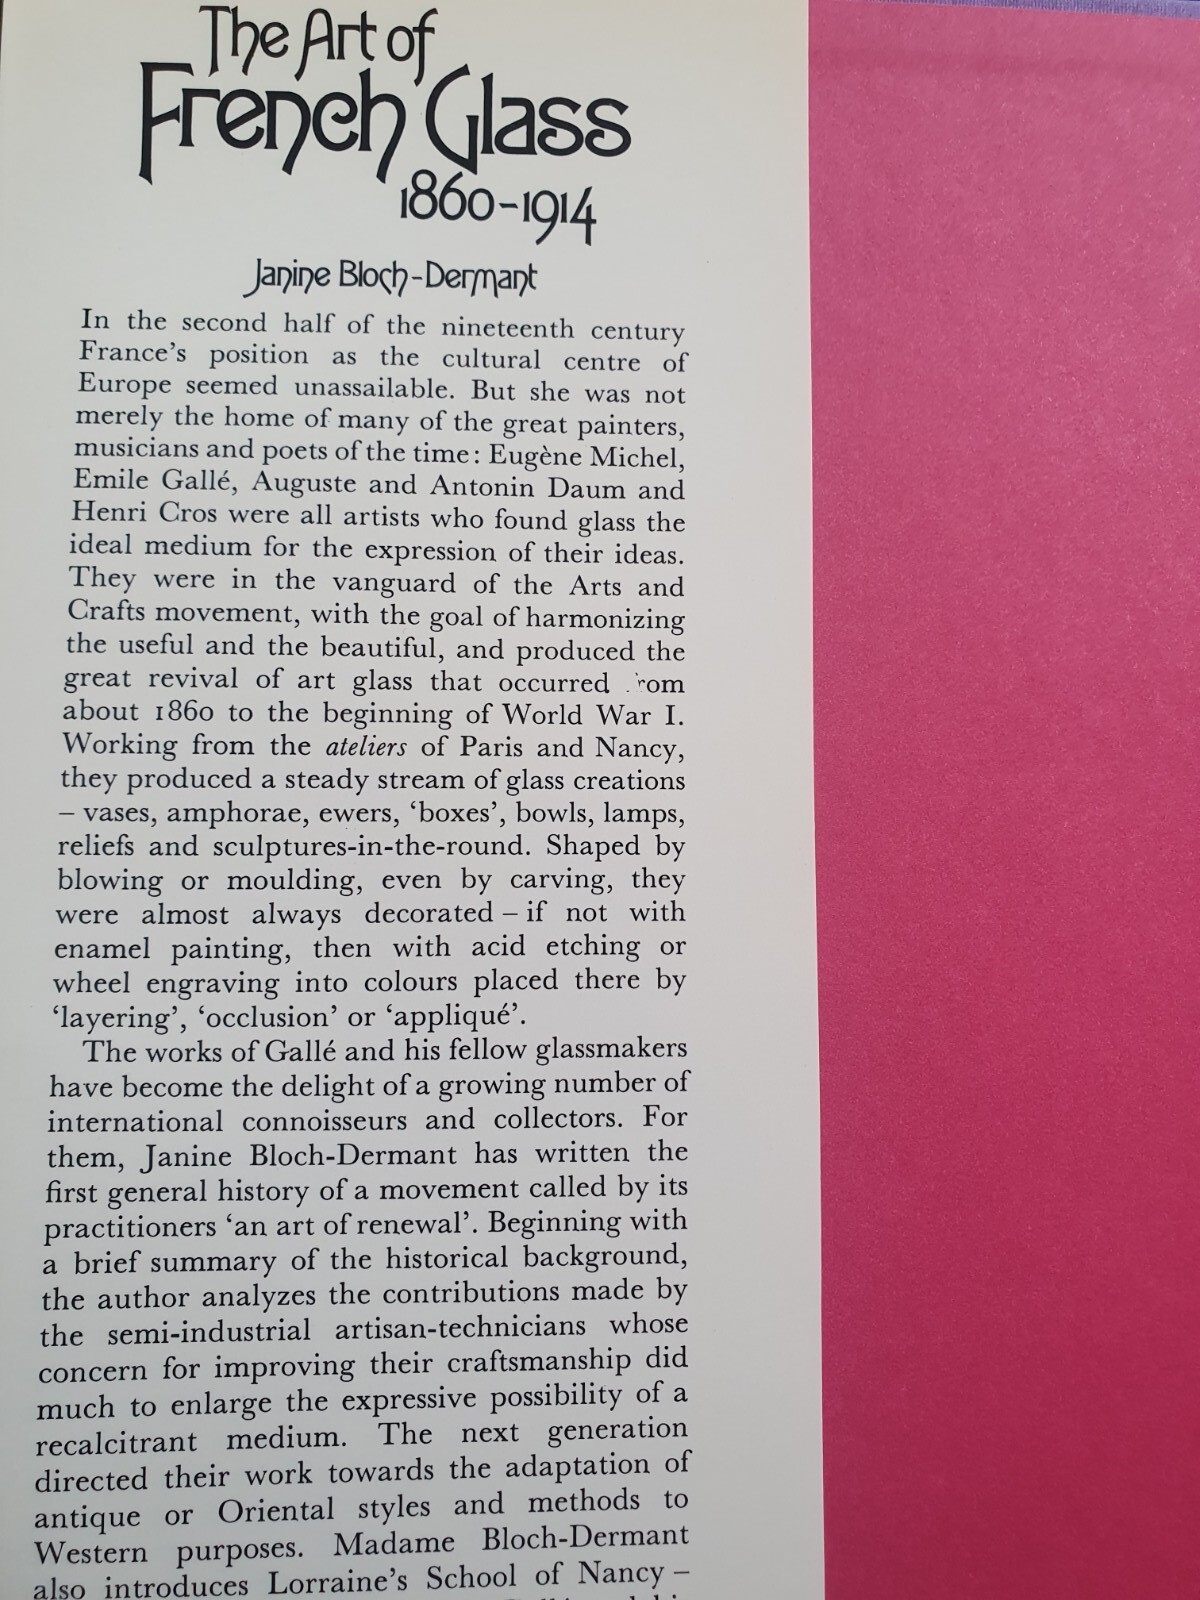 The Art of
French Glass
1860-1914
Janine Bloch-Dermant
In the second half of the nineteenth century
France's position as the cultural centre of
Europe seemed unassailable. But she was not
merely the home of many of the great painters,
musicians and poets of the time: Eugène Michel,
Emile Gallé, Auguste and Antonin Daum and
Henri Cros were all artists who found glass the
ideal medium for the expression of their ideas.
They were in the vanguard of the Arts and
Crafts movement, with the goal of harmonizing
the useful and the beautiful, and produced the
great revival of art glass that occurred from
about 1860 to the beginning of World War I.
Working from the ateliers of Paris and Nancy,
they produced a steady stream of glass creations
– vases, amphorae, ewers, ‘boxes’, bowls, lamps,
reliefs and sculptures-in-the-round. Shaped by
blowing or moulding, even by carving, they
were almost always decorated – if not with
enamel painting, then with acid etching or
wheel engraving into colours placed there by
‘layering’, ‘occlusion’ or ‘appliqué’.
The works of Gallé and his fellow glassmakers
have become the delight of a growing number of
international connoisseurs and collectors. For
them, Janine Bloch-Dermant has written the
first general history of a movement called by its
practitioners ‘an art of renewal’. Beginning with
a brief summary of the historical background,
the author analyzes the contributions made by
the semi-industrial artisan-technicians whose
concern for improving their craftsmanship did
much to enlarge the expressive possibility of a
recalcitrant medium. The next generation
directed their work towards the adaptation of
antique or Oriental styles and methods to
Western purposes. Madame Bloch-Dermant
also introduces Lorraine's School of Nancy –